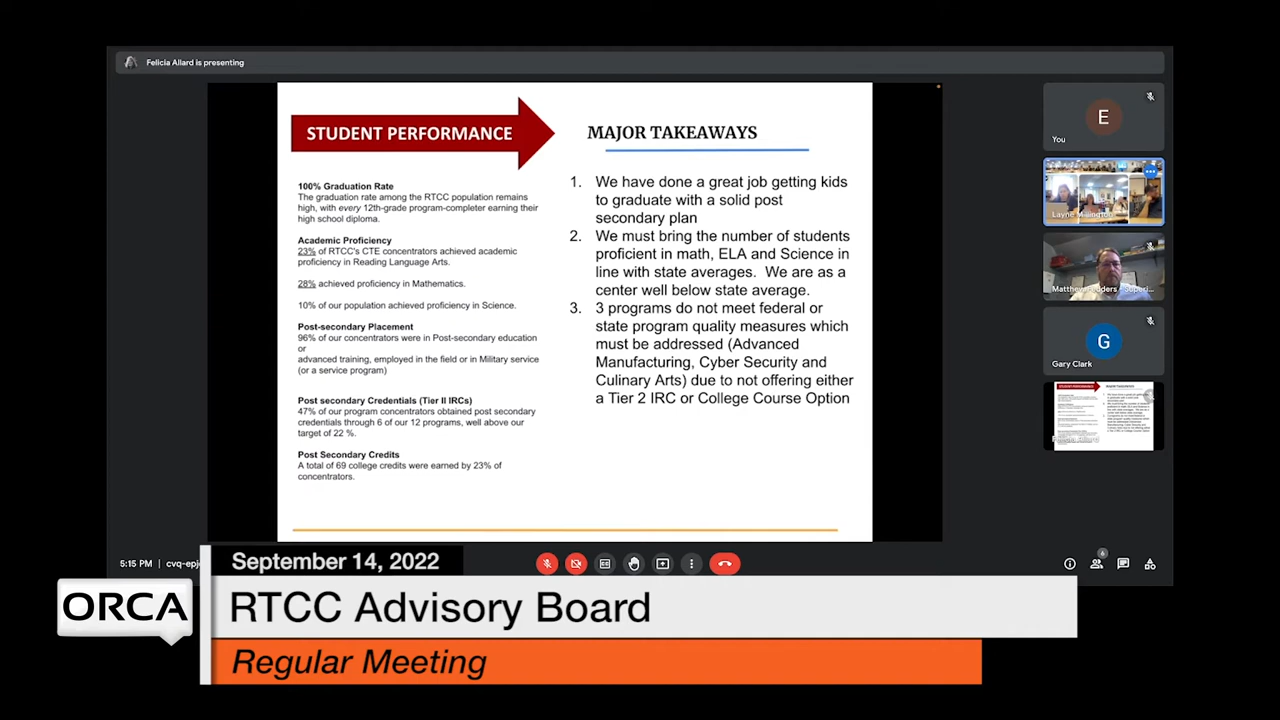 Felicia Allard is presenting
STUDENT PERFORMANCE
100% Graduation Rate
The graduation rate among the RTCC population remains
high, with every 12th-grade program-completer earning their
high school diploma.
Academic Proficiency
23% of RTCC's CTE concentrators achieved academic
proficiency in Reading Language Arts.
28% achieved proficiency in Mathematics.
10% of our population achieved proficiency in Science.
Post-secondary Placement
96% of our concentrators were in Post-secondary education
or
advanced training, employed in the field or in Military service
(or a service program)
Post secondary Credentials (Tier II IRCs)
47% of our program concentrators obtained post secondary
credentials through 6 of our 12 programs, well above our
target of 22 %.
Post Secondary Credits
A total of 69 college credits were earned by 23% of
concentrators.
MAJOR TAKEAWAYS
1. We have done a great job getting kids
to graduate with a solid post
secondary plan
2. We must bring the number of students
proficient in math, ELA and Science in
line with state averages. We are as a
center well below state average.
3. 3 programs do not meet federal or
state program quality measures which
must be addressed (Advanced
Manufacturing, Cyber Security and
Culinary Arts) due to not offering either
a Tier 2 IRC or College Course Option
E
You
Layne Millington
G
Gary Clark
5:15 PM | cvq-epj
6
September 14, 2022
ORCA
RTCC Advisory Board
Regular Meeting